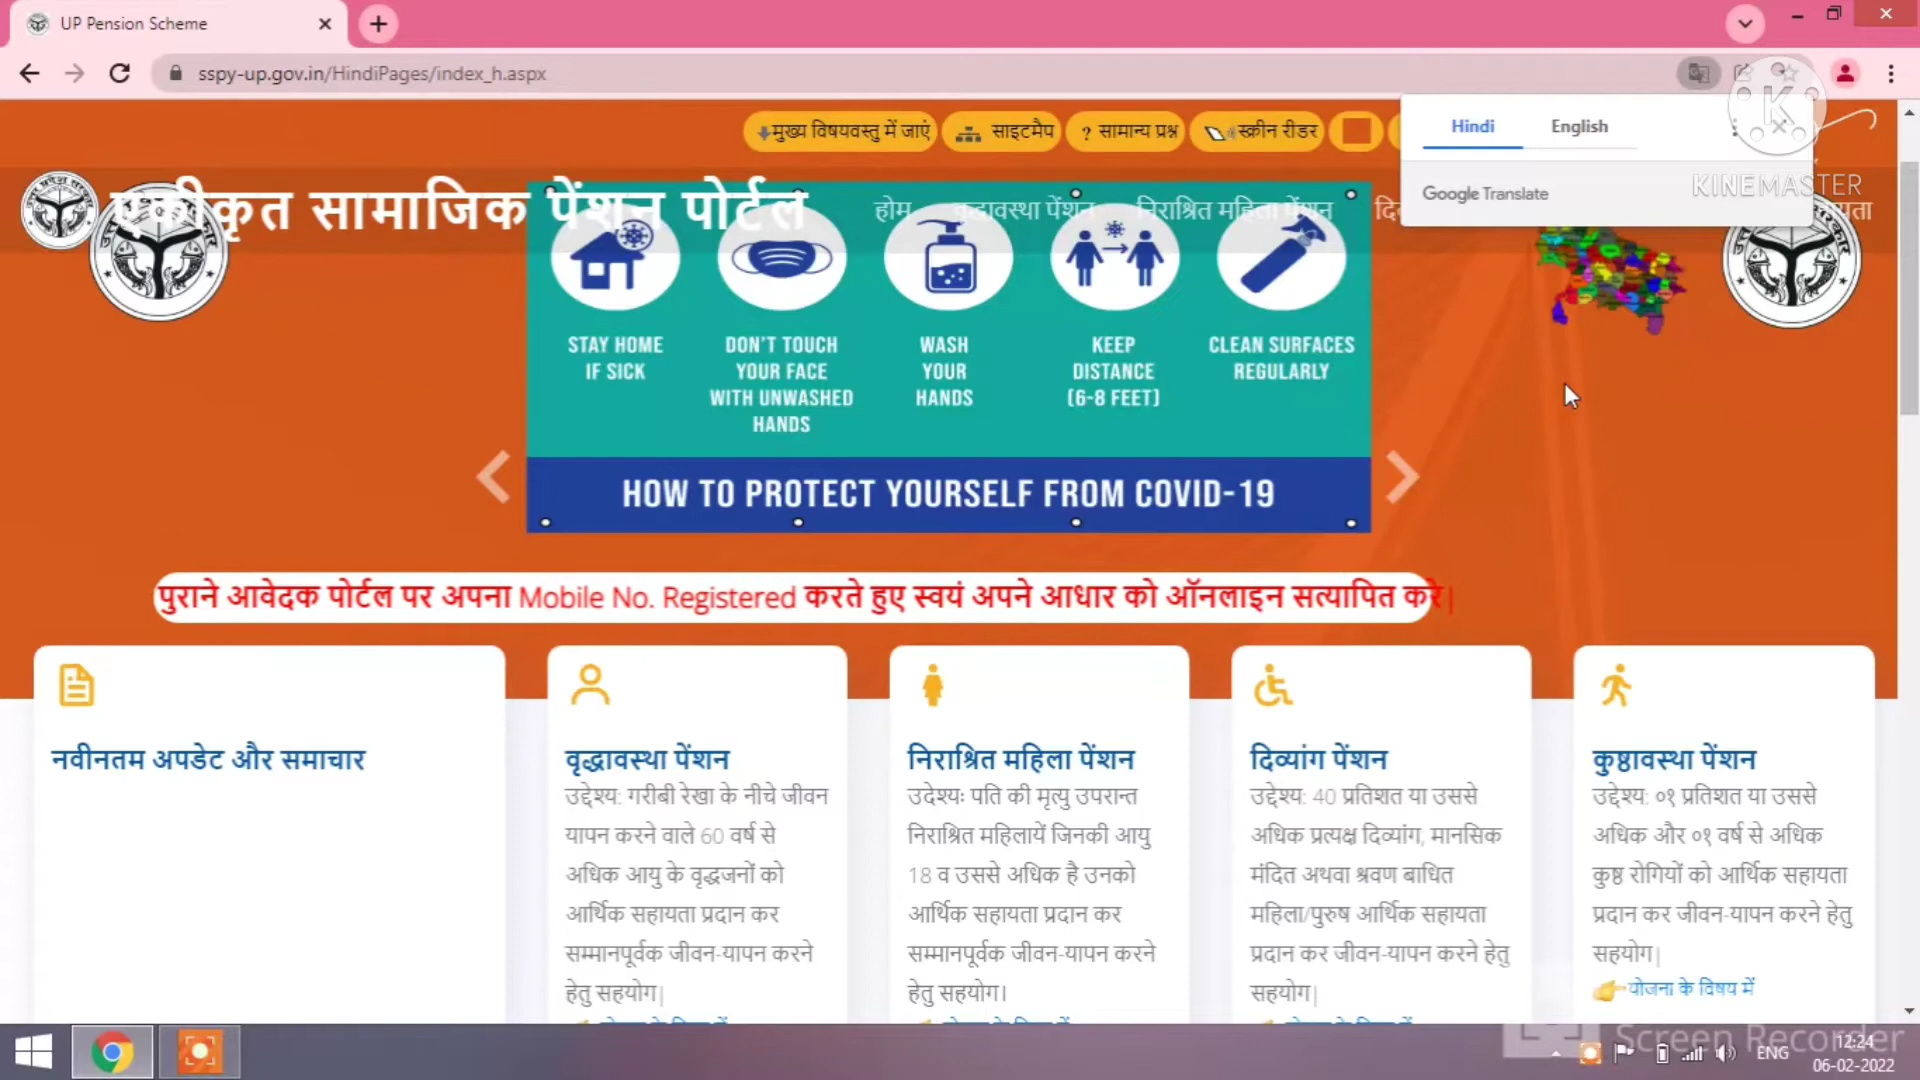 UP Pension Scheme
sspy-up.gov.in/HindiPages/index_h.aspx
मुख्य विषयवस्तु में जाएं
साइटमैप
? सामान्य प्रश्न
स्क्रीन रीडर
Hindi
English
Google Translate
KINEMASTER
एकीकृत सामाजिक पेंशन पोर्टल
होम
वृद्धावस्था पेंशन
निराश्रित महिला पेंशन
STAY HOME
IF SICK
DON'T TOUCH
YOUR FACE
WITH UNWASHED
HANDS
WASH
YOUR
HANDS
KEEP
DISTANCE
(6-8 FEET)
CLEAN SURFACES
REGULARLY
HOW TO PROTECT YOURSELF FROM COVID-19
पुराने आवेदक पोर्टल पर अपना Mobile No. Registered करते हुए स्वयं अपने आधार को ऑनलाइन सत्यापित करे|
नवीनतम अपडेट और समाचार
वृद्धावस्था पेंशन
उद्देश्य: गरीबी रेखा के नीचे जीवन
यापन करने वाले 60 वर्ष से
अधिक आयु के वृद्धजनों को
आर्थिक सहायता प्रदान कर
सम्मानपूर्वक जीवन-यापन करने
हेतु सहयोग|
निराश्रित महिला पेंशन
उदेश्यः पति की मृत्यु उपरान्त
निराश्रित महिलायें जिनकी आयु
18 व उससे अधिक है उनको
आर्थिक सहायता प्रदान कर
सम्मानपूर्वक जीवन-यापन करने
हेतु सहयोग।
दिव्यांग पेंशन
उद्देश्य: 40 प्रतिशत या उससे
अधिक प्रत्यक्ष दिव्यांग, मानसिक
मंदित अथवा श्रवण बाधित
महिला/पुरुष आर्थिक सहायता
प्रदान कर जीवन-यापन करने हेतु
सहयोग|
कुष्ठावस्था पेंशन
उद्देश्य: ०१ प्रतिशत या उससे
अधिक और ०१ वर्ष से अधिक
कुष्ठ रोगियों को आर्थिक सहायता
प्रदान कर जीवन-यापन करने हेतु
सहयोग|
योजना के विषय में
Screen Recorder
ENG
12:24
06-02-2022